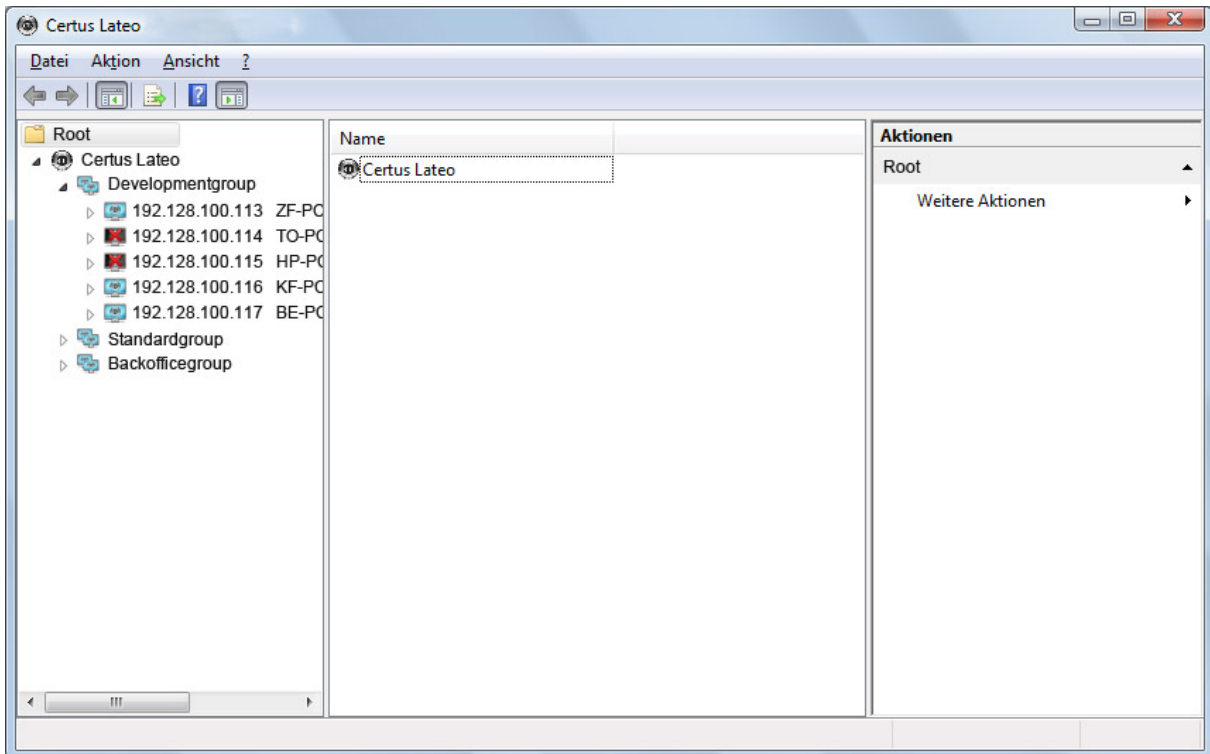 Certus Lateo
Datei Aktion Ansicht ?
Root
Certus Lateo
Developmentgroup
192.128.100.113 ZF-PC
192.128.100.114 TO-PC
192.128.100.115 HP-PC
192.128.100.116 KF-PC
192.128.100.117 BE-PC
Standardgroup
Backofficegroup
Name
Certus Lateo
Aktionen
Root
Weitere Aktionen